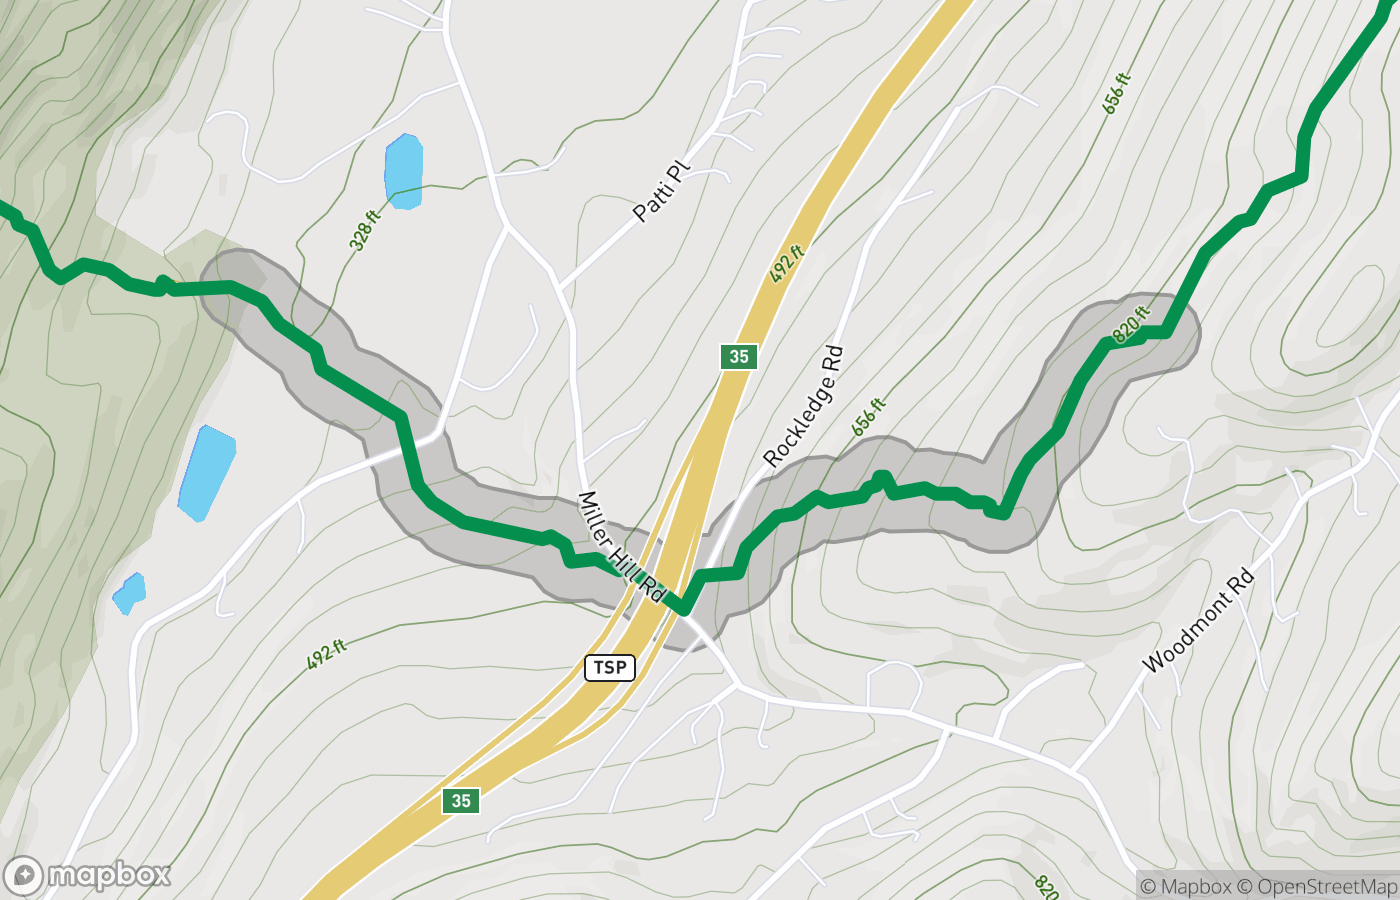 656 ft
Patti Pl
328 ft
492 ft
820 ft
35
Rockledge Rd
656 ft
Miller Hill Rd
Woodmont Rd
492 ft
TSP
35
mapbox
820
© Mapbox © OpenStreetMap